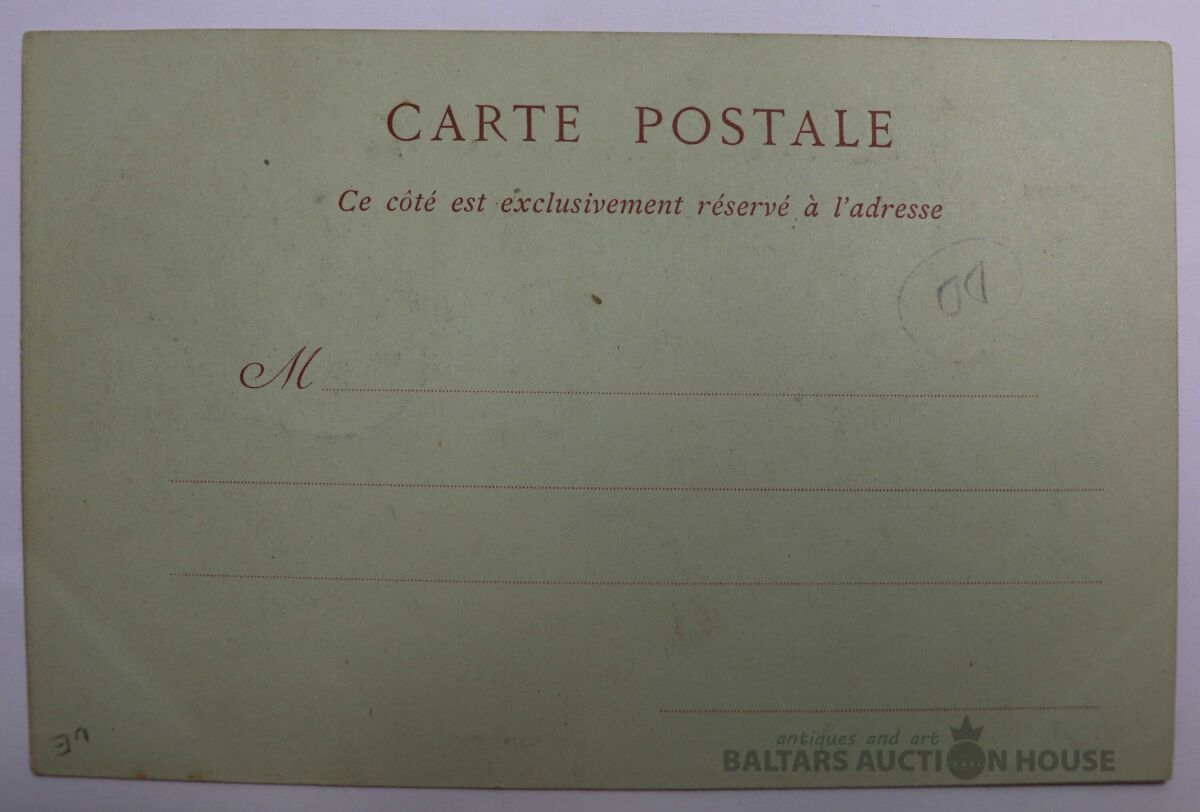 CARTE POSTALE
Ce côté est exclusivement réservé à l'adresse
M
antiques and art
BALTARS AUCTION HOUSE